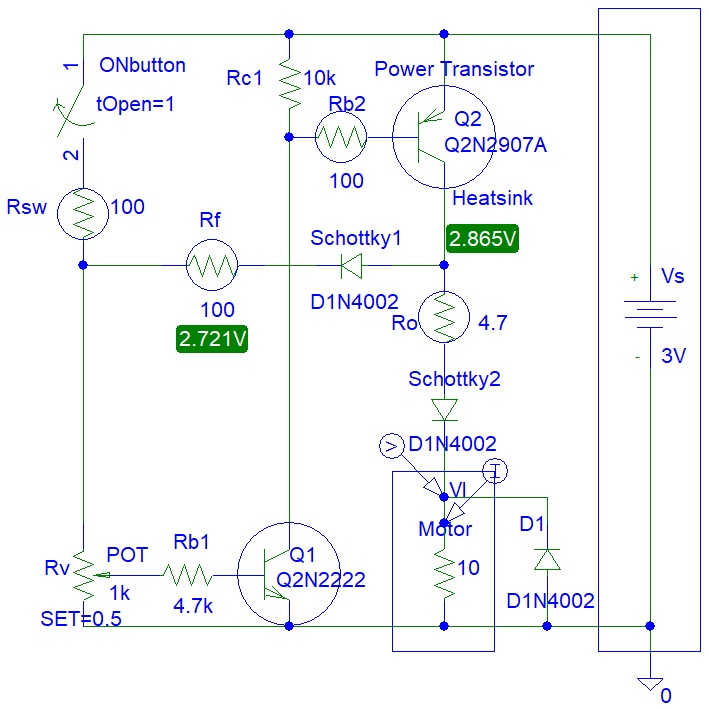 1
ONbutton
tOpen=1
2
Rsw
100
Rc1
10k
Rb2
100
Power Transistor
Q2
Q2N2907A
Heatsink
2.865V
Rf
100
2.721V
Schottky1
D1N4002
Ro
4.7
Schottky2
D1N4002
+
Vs
-
3V
V
I
VI
Motor
10
D1
D1N4002
Rv
POT
1k
SET=0.5
Rb1
4.7k
Q1
Q2N2222
0